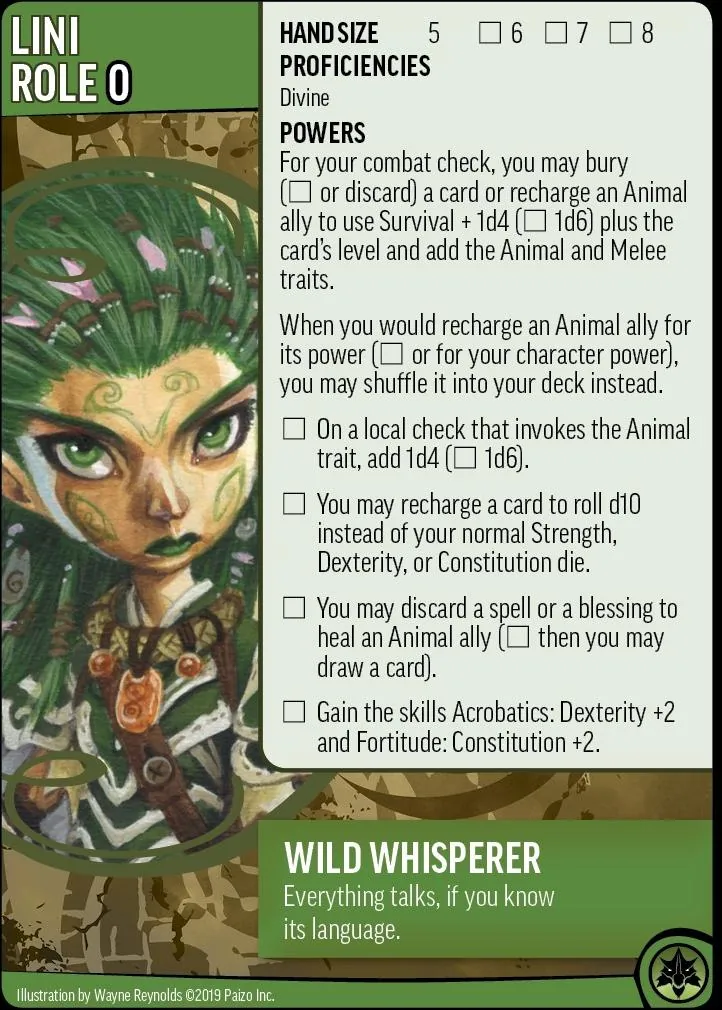 LINI
ROLE 0
HAND SIZE 5 ☐ 6 ☐ 7 ☐ 8
PROFICIENCIES
Divine
POWERS
For your combat check, you may bury
(☐ or discard) a card or recharge an Animal
ally to use Survival + 1d4 (☐ 1d6) plus the
card's level and add the Animal and Melee
traits.
When you would recharge an Animal ally for
its power (☐ or for your character power),
you may shuffle it into your deck instead.
☐ On a local check that invokes the Animal
trait, add 1d4 (☐ 1d6).
☐ You may recharge a card to roll d10
instead of your normal Strength,
Dexterity, or Constitution die.
☐ You may discard a spell or a blessing to
heal an Animal ally (☐ then you may
draw a card).
☐ Gain the skills Acrobatics: Dexterity +2
and Fortitude: Constitution +2.
WILD WHISPERER
Everything talks, if you know
its language.
Illustration by Wayne Reynolds ©2019 Paizo Inc.